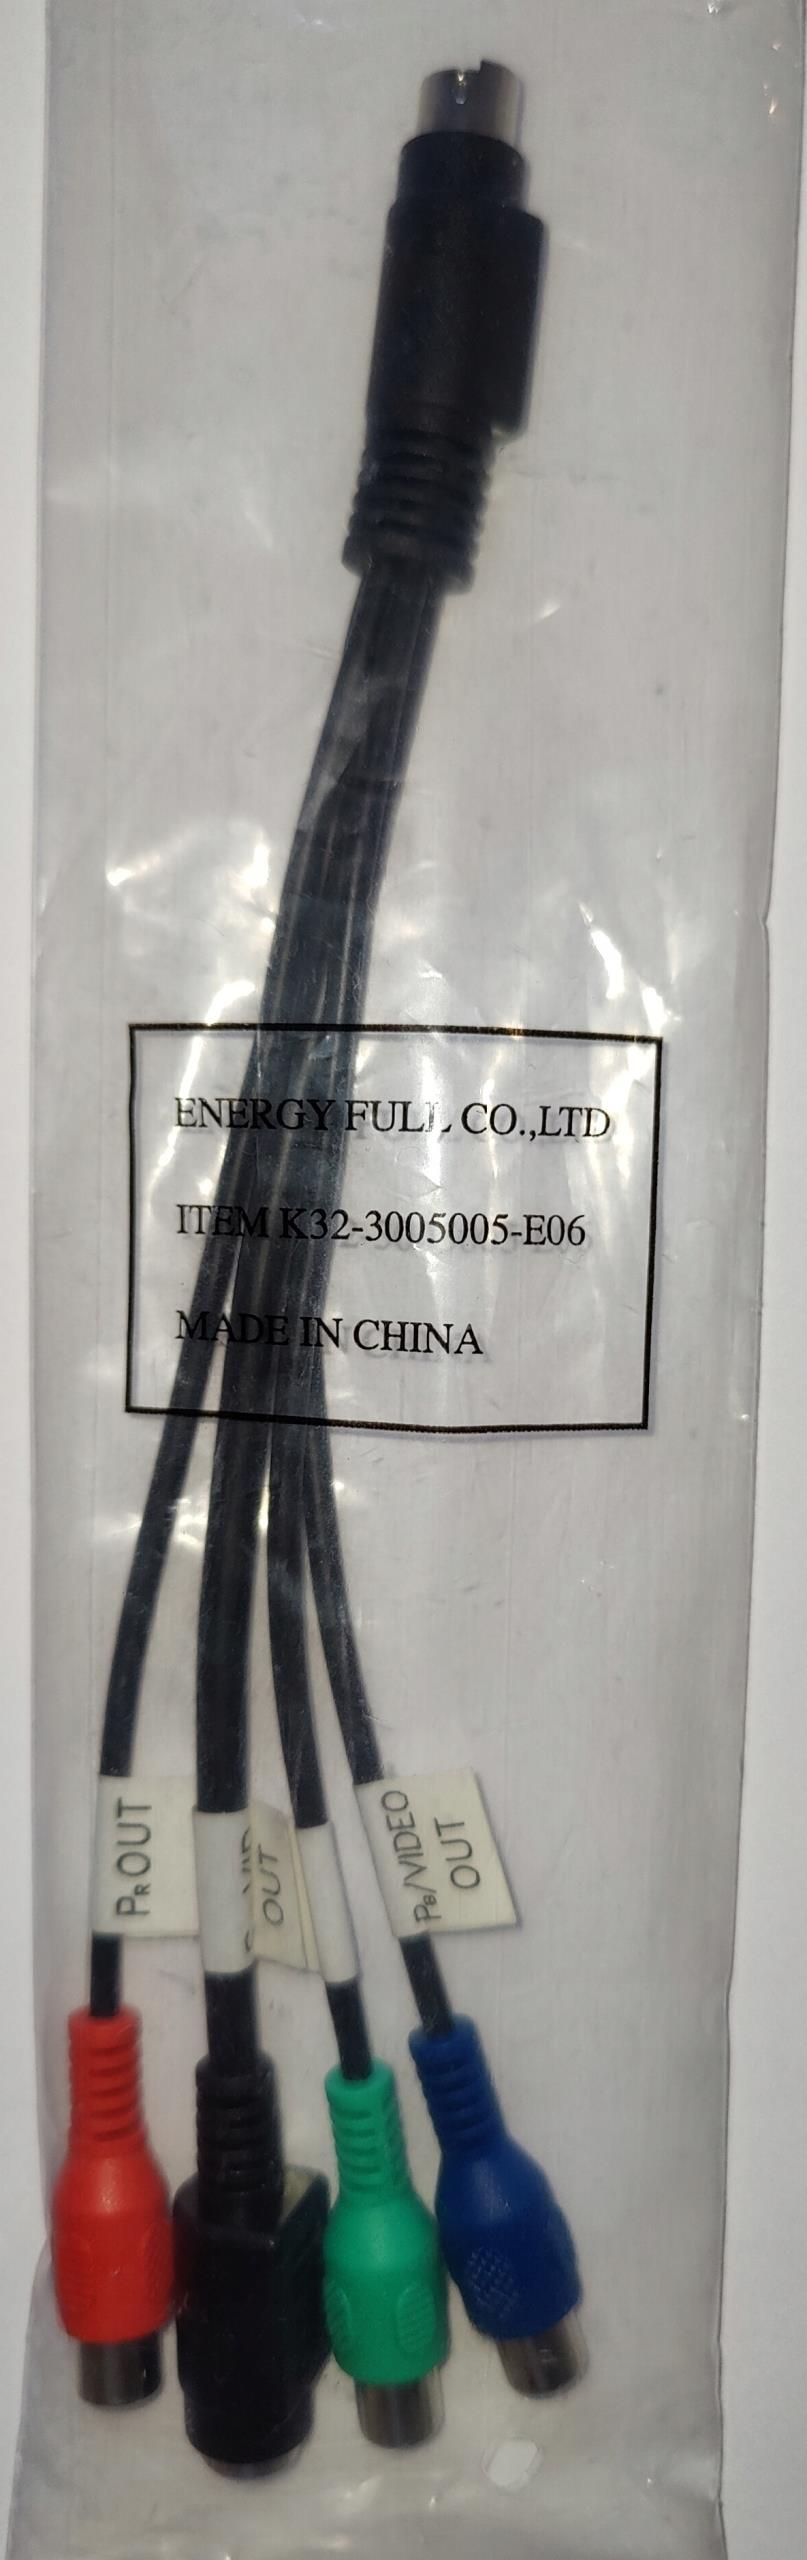 ENERGY FULL CO.,LTD
ITEM K32-3005005-E06
MADE IN CHINA
PR OUT
OUT
PB/VIDEO
OUT